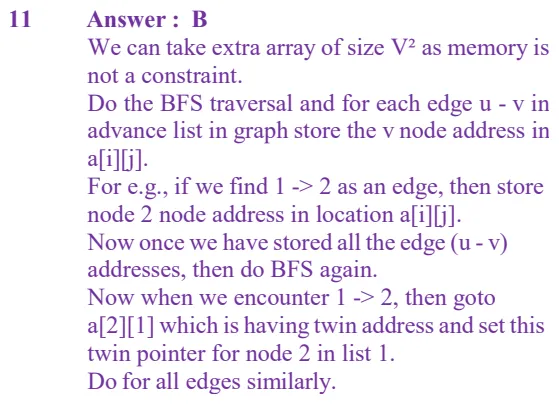 11 Answer : B
We can take extra array of size V² as memory is
not a constraint.
Do the BFS traversal and for each edge u - v in
advance list in graph store the v node address in
a[i][j].
For e.g., if we find 1 -> 2 as an edge, then store
node 2 node address in location a[i][j].
Now once we have stored all the edge (u - v)
addresses, then do BFS again.
Now when we encounter 1 -> 2, then goto
a[2][1] which is having twin address and set this
twin pointer for node 2 in list 1.
Do for all edges similarly.